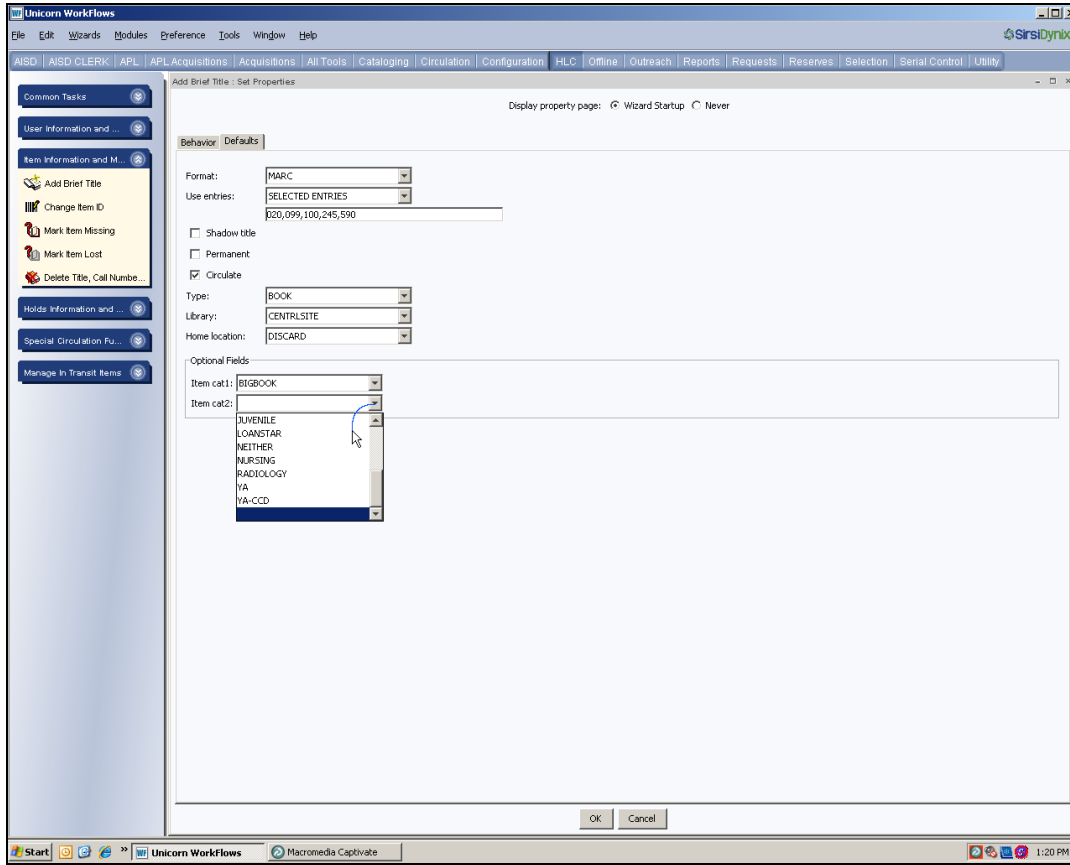 Unicorn WorkFlows
File Edit Wizards Modules Preference Tools Window Help
SirsiDynix
AISD AISD CLERK APL APL Acquisitions Acquisitions All Tools Cataloging Circulation Configuration HLC Offline Outreach Reports Requests Reserves Selection Serial Control Utility
Common Tasks
User Information and ...
Item Information and M...
Add Brief Title
Change Item ID
Mark Item Missing
Mark Item Lost
Delete Title, Call Numbe...
Holds Information and ...
Special Circulation Fu...
Manage In Transit Items
Add Brief Title : Set Properties
Display property page: Wizard Startup Never
Behavior Defaults
Format: MARC
Use entries: SELECTED ENTRIES
020,099,100,245,590
Shadow title
Permanent
Circulate
Type: BOOK
Library: CENTRLSITE
Home location: DISCARD
Optional Fields
Item cat1: BIGBOOK
Item cat2:
JUVENILE
LOANSTAR
NEITHER
NURSING
RADIOLOGY
YA
YA-CCD
OK Cancel
Start » Unicorn WorkFlows Macromedia Captivate 1:20 PM